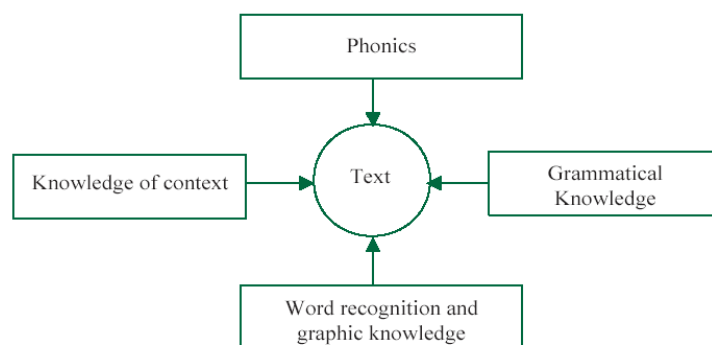 Phonics
Knowledge of context
Text
Grammatical
Knowledge
Word recognition and
graphic knowledge